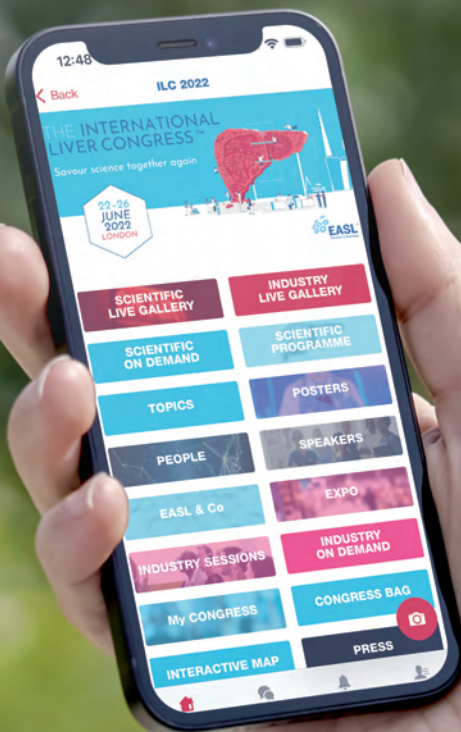 12:48
Back
ILC 2022
THE INTERNATIONAL
LIVER CONGRESS™
Savour science together again
22-26
JUNE
2022
LONDON
EASL
SCIENTIFIC
LIVE GALLERY
INDUSTRY
LIVE GALLERY
SCIENTIFIC
ON DEMAND
SCIENTIFIC
PROGRAMME
TOPICS
POSTERS
PEOPLE
SPEAKERS
EASL & Co
EXPO
INDUSTRY SESSIONS
INDUSTRY
ON DEMAND
My CONGRESS
CONGRESS BAG
INTERACTIVE MAP
PRESS